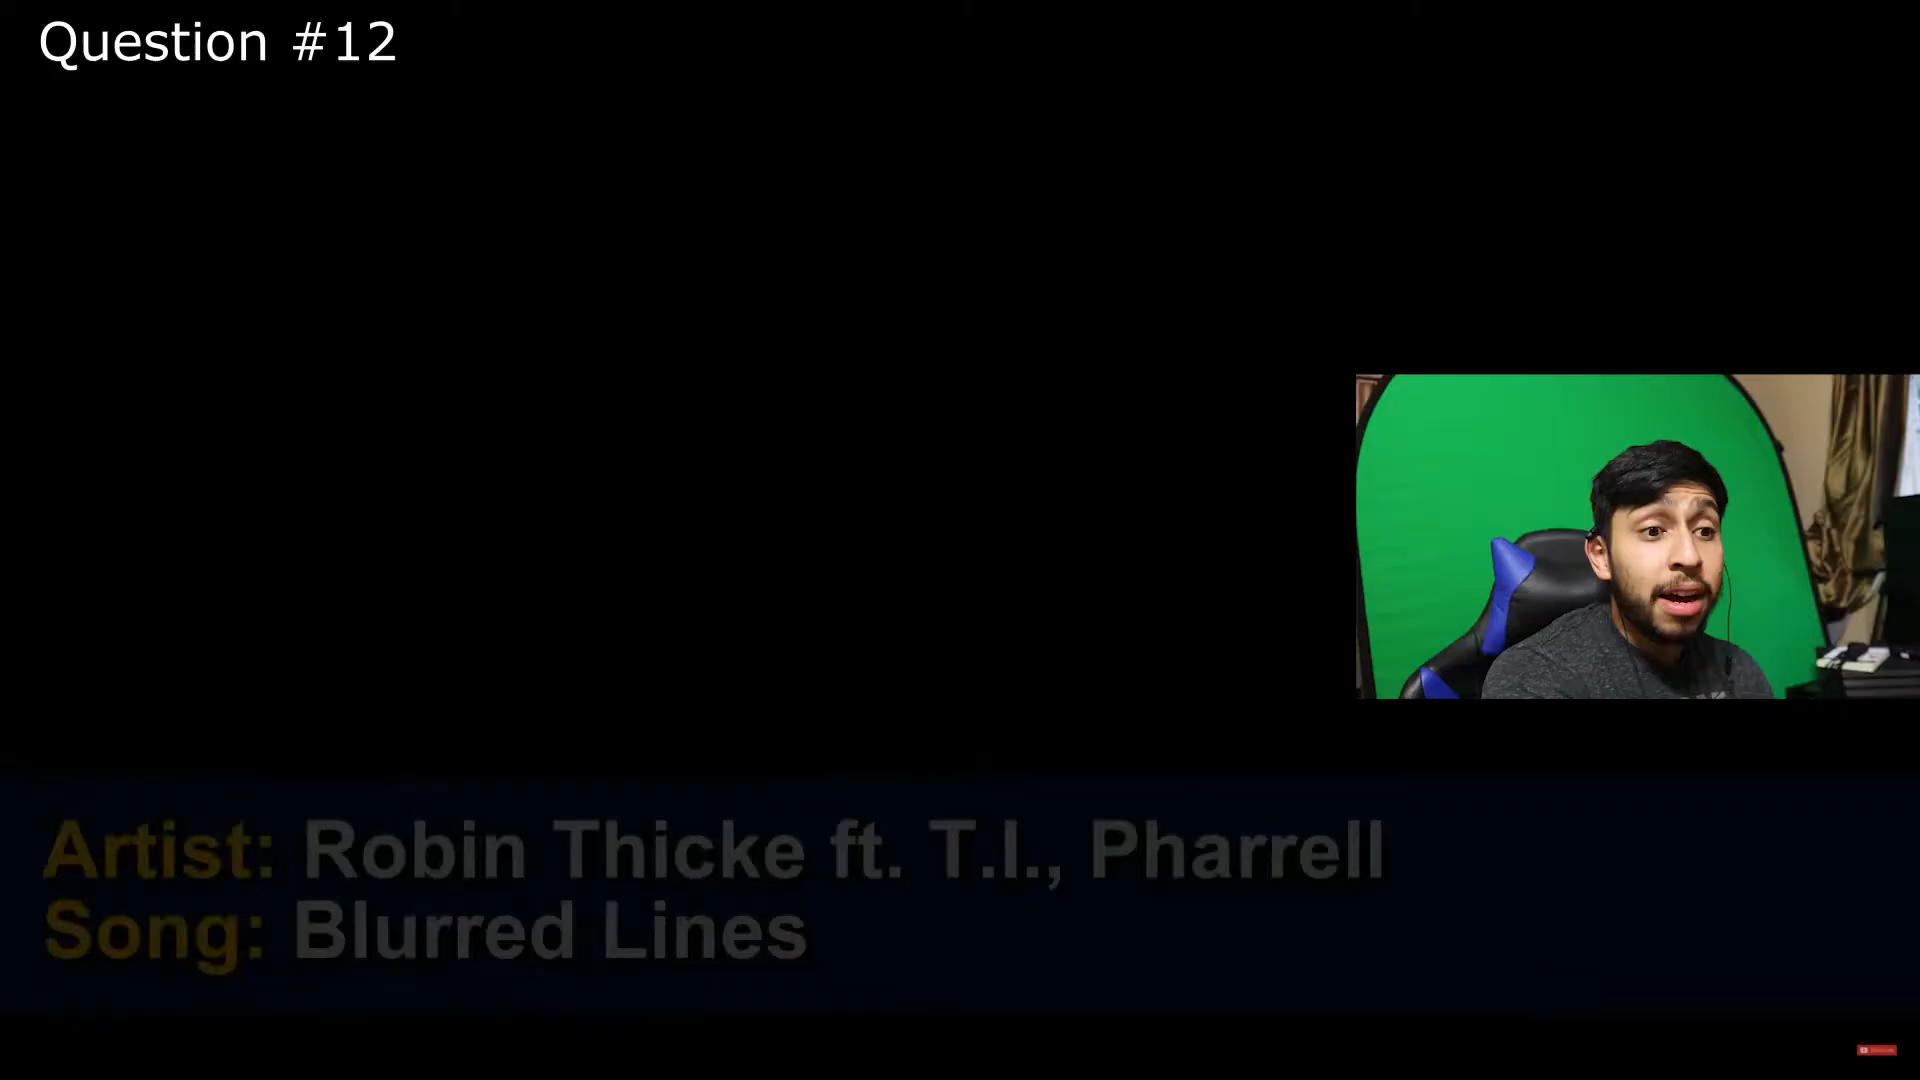 Question #12
Artist: Robin Thicke ft. T.I., Pharrell
Song: Blurred Lines